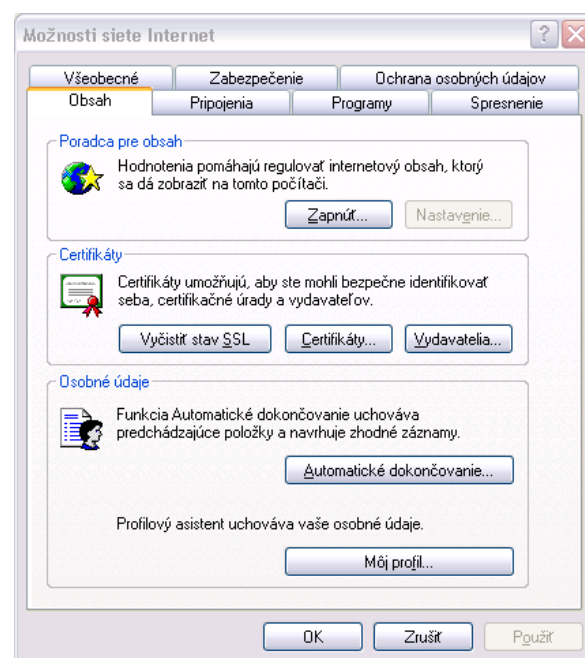 Možnosti siete Internet
Všeobecné Zabezpečenie Ochrana osobných údajov
Obsah Pripojenia Programy Spresnenie
Poradca pre obsah
Hodnotenia pomáhajú regulovať internetový obsah, ktorý
sa dá zobraziť na tomto počítači.
Zapnúť... Nastavenie...
Certifikáty
Certifikáty umožňujú, aby ste mohli bezpečne identifikovať
seba, certifikačné úrady a vydavateľov.
Vyčistiť stav SSL Certifikáty... Vydavatelia...
Osobné údaje
Funkcia Automatické dokončovanie uchováva
predchádzajúce položky a navrhuje zhodné záznamy.
Automatické dokončovanie...
Profilový asistent uchováva vaše osobné údaje.
Môj profil...
OK Zrušiť Použiť